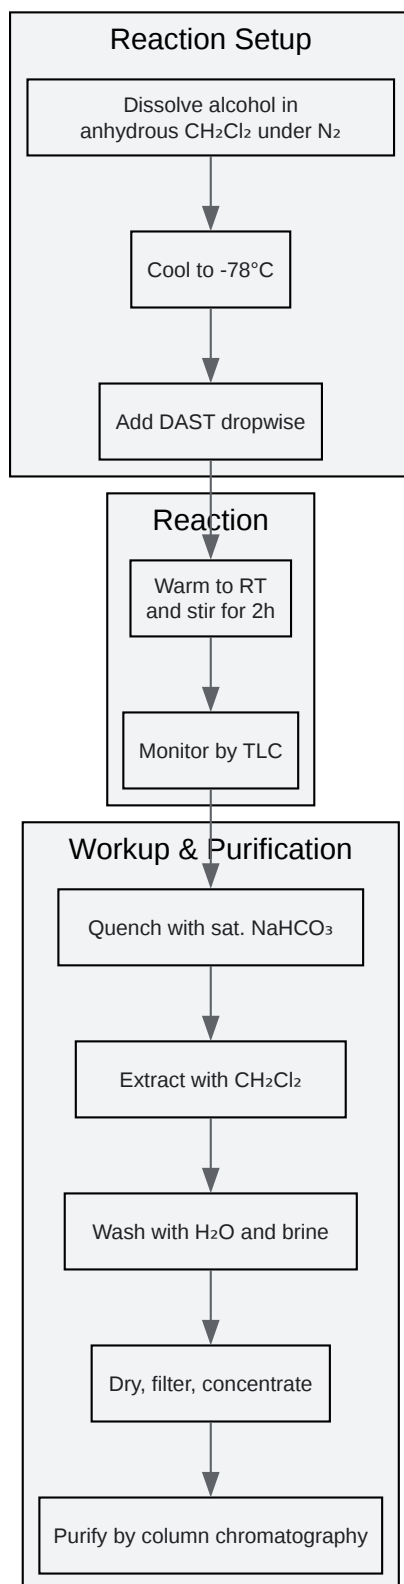 Reaction Setup
Dissolve alcohol in
anhydrous CH₂Cl₂ under N₂
Cool to -78°C
Add DAST dropwise
Reaction
Warm to RT
and stir for 2h
Monitor by TLC
Workup & Purification
Quench with sat. NaHCO₃
Extract with CH₂Cl₂
Wash with H₂O and brine
Dry, filter, concentrate
Purify by column chromatography